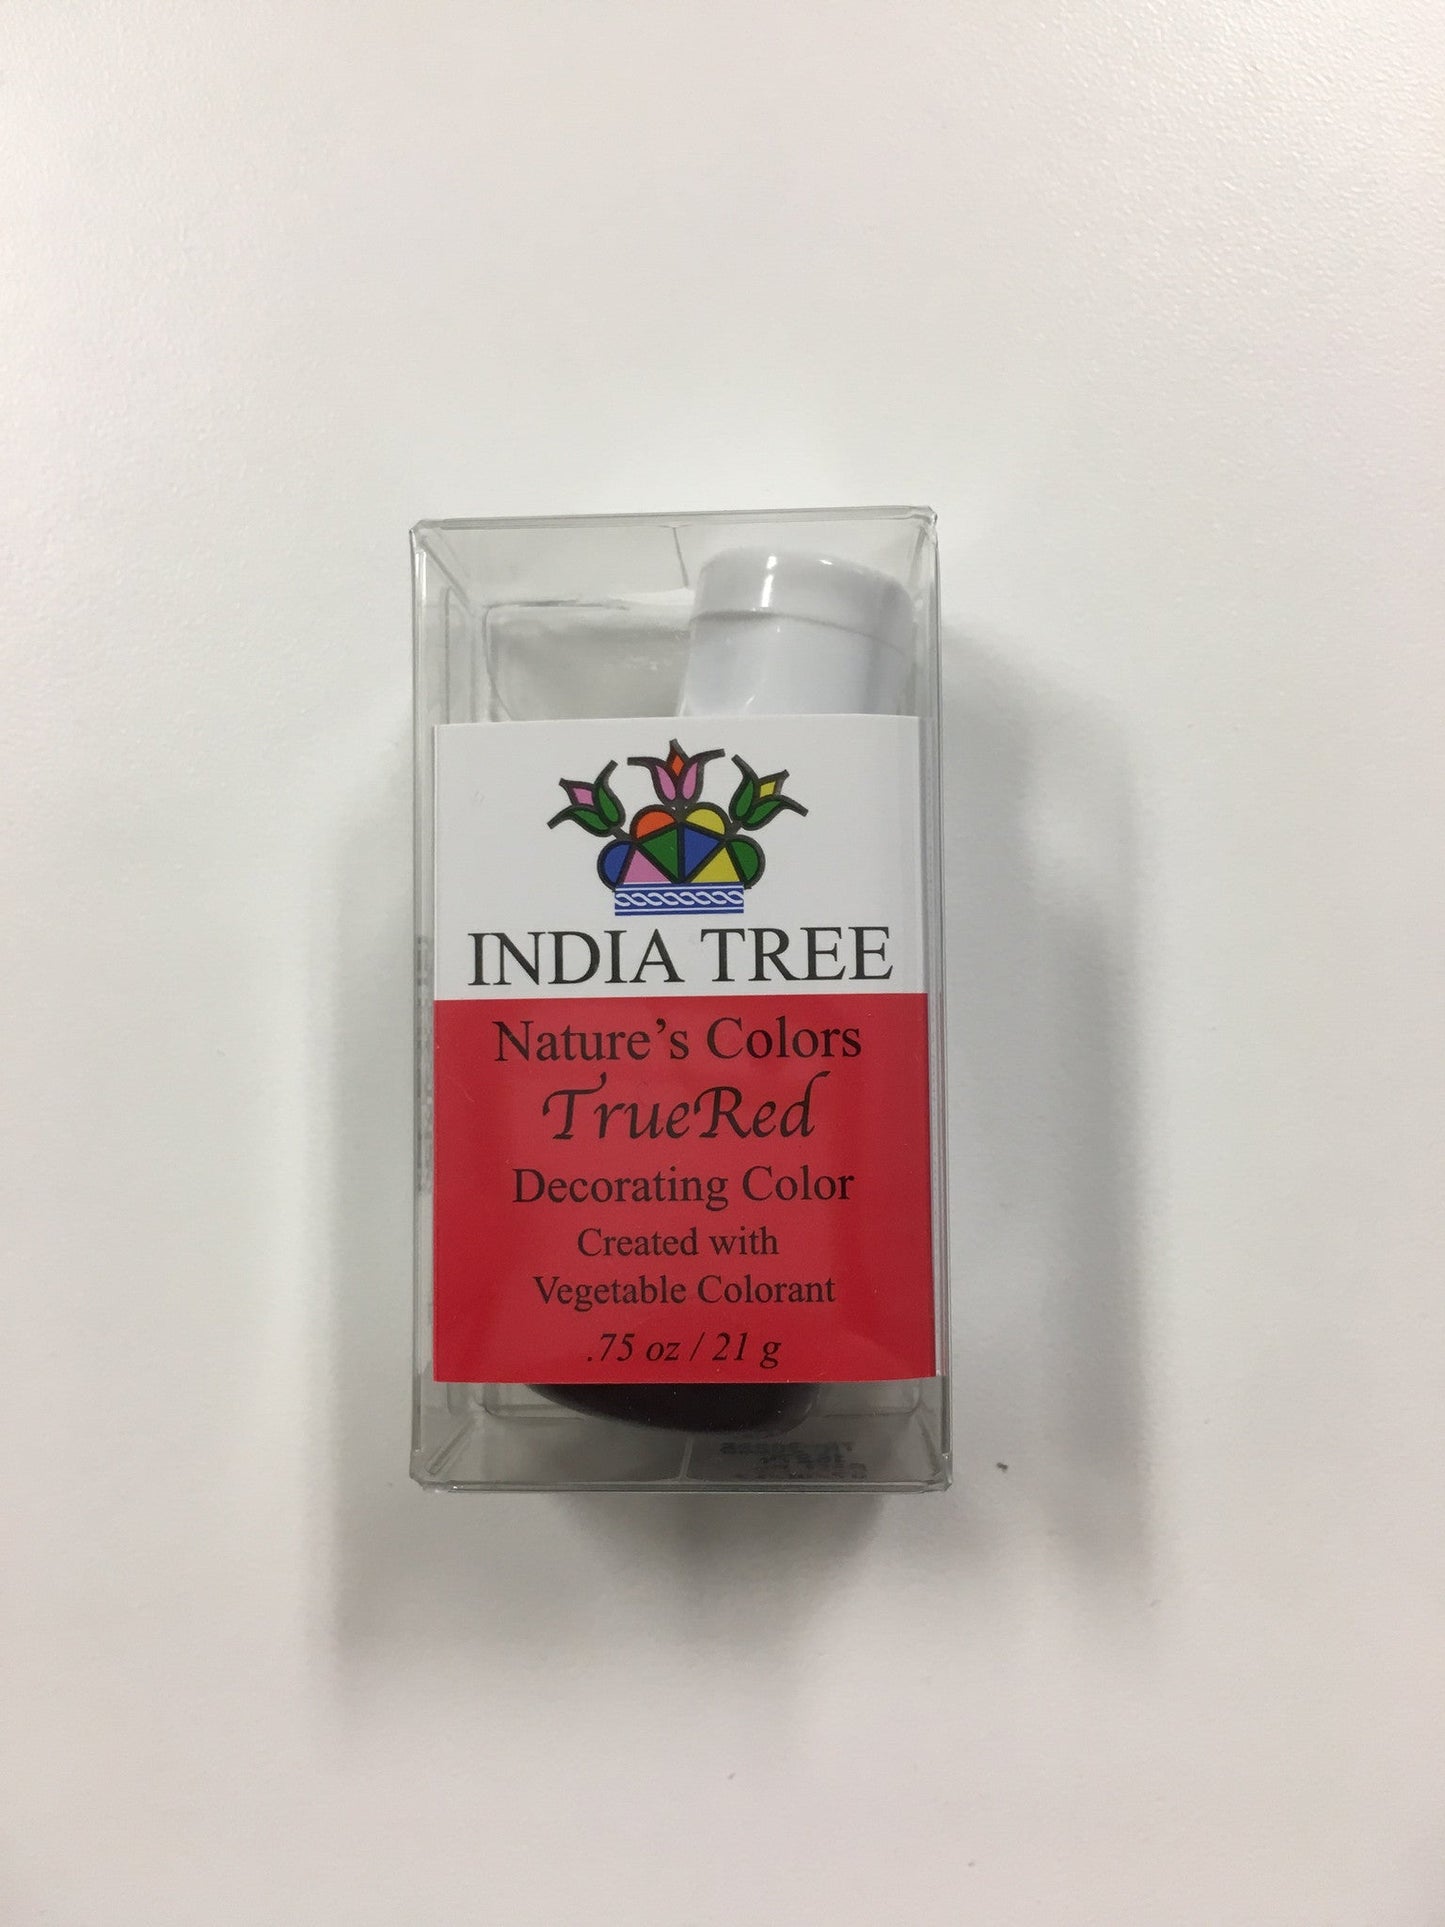 INDIA TREE
Nature's Colors
TrueRed
Decorating Color
Created with
Vegetable Colorant
.75 oz / 21 g